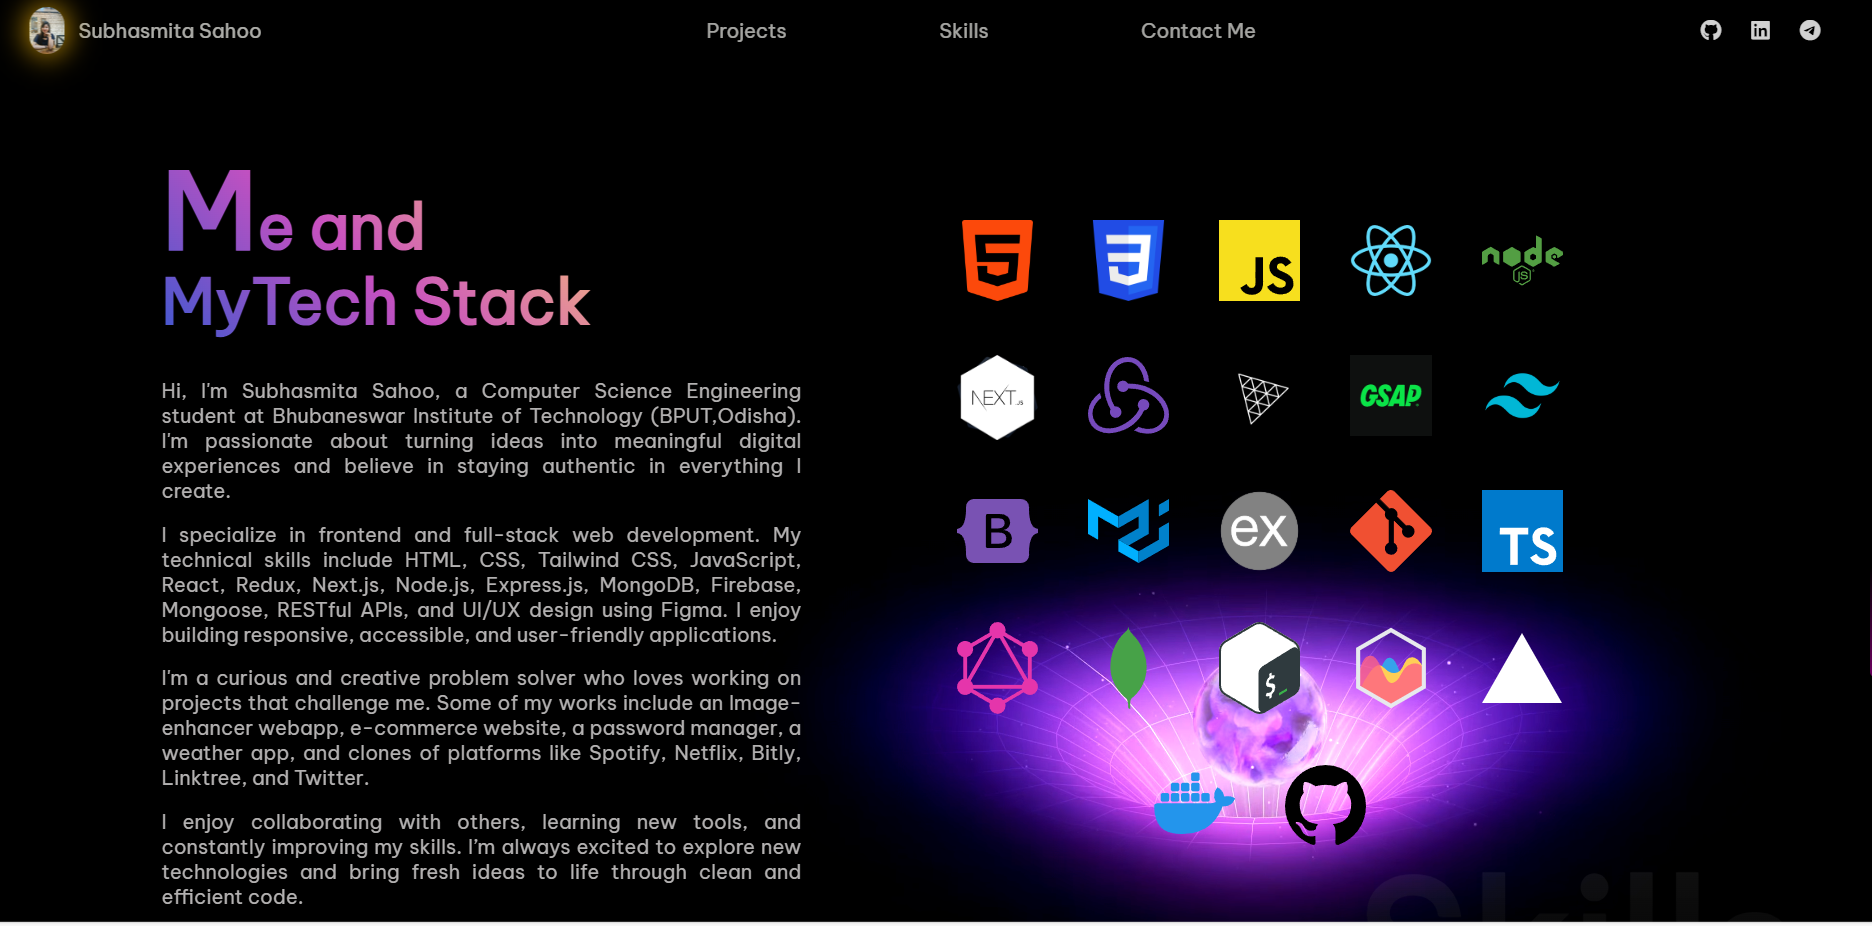 Subhasmita Sahoo
Projects
Skills
Contact Me
in
Me and
MyTech Stack
Hi, I'm Subhasmita Sahoo, a Computer Science Engineering
student at Bhubaneswar Institute of Technology (BPUT,Odisha).
I'm passionate about turning ideas into meaningful digital
experiences and believe in staying authentic in everything I
create.
I specialize in frontend and full-stack web development. My
technical skills include HTML, CSS, Tailwind CSS, JavaScript,
React, Redux, Next.js, Node.js, Express.js, MongoDB, Firebase,
Mongoose, RESTful APIs, and UI/UX design using Figma. I enjoy
building responsive, accessible, and user-friendly applications.
I'm a curious and creative problem solver who loves working on
projects that challenge me. Some of my works include an Image-
enhancer webapp, e-commerce website, a password manager, a
weather app, and clones of platforms like Spotify, Netflix, Bitly,
Linktree, and Twitter.
I enjoy collaborating with others, learning new tools, and
constantly improving my skills. I’m always excited to explore new
technologies and bring fresh ideas to life through clean and
efficient code.
5
3
JS
node
JS
NEXT.JS
GSAP
B
ex
TS
$_
Skills